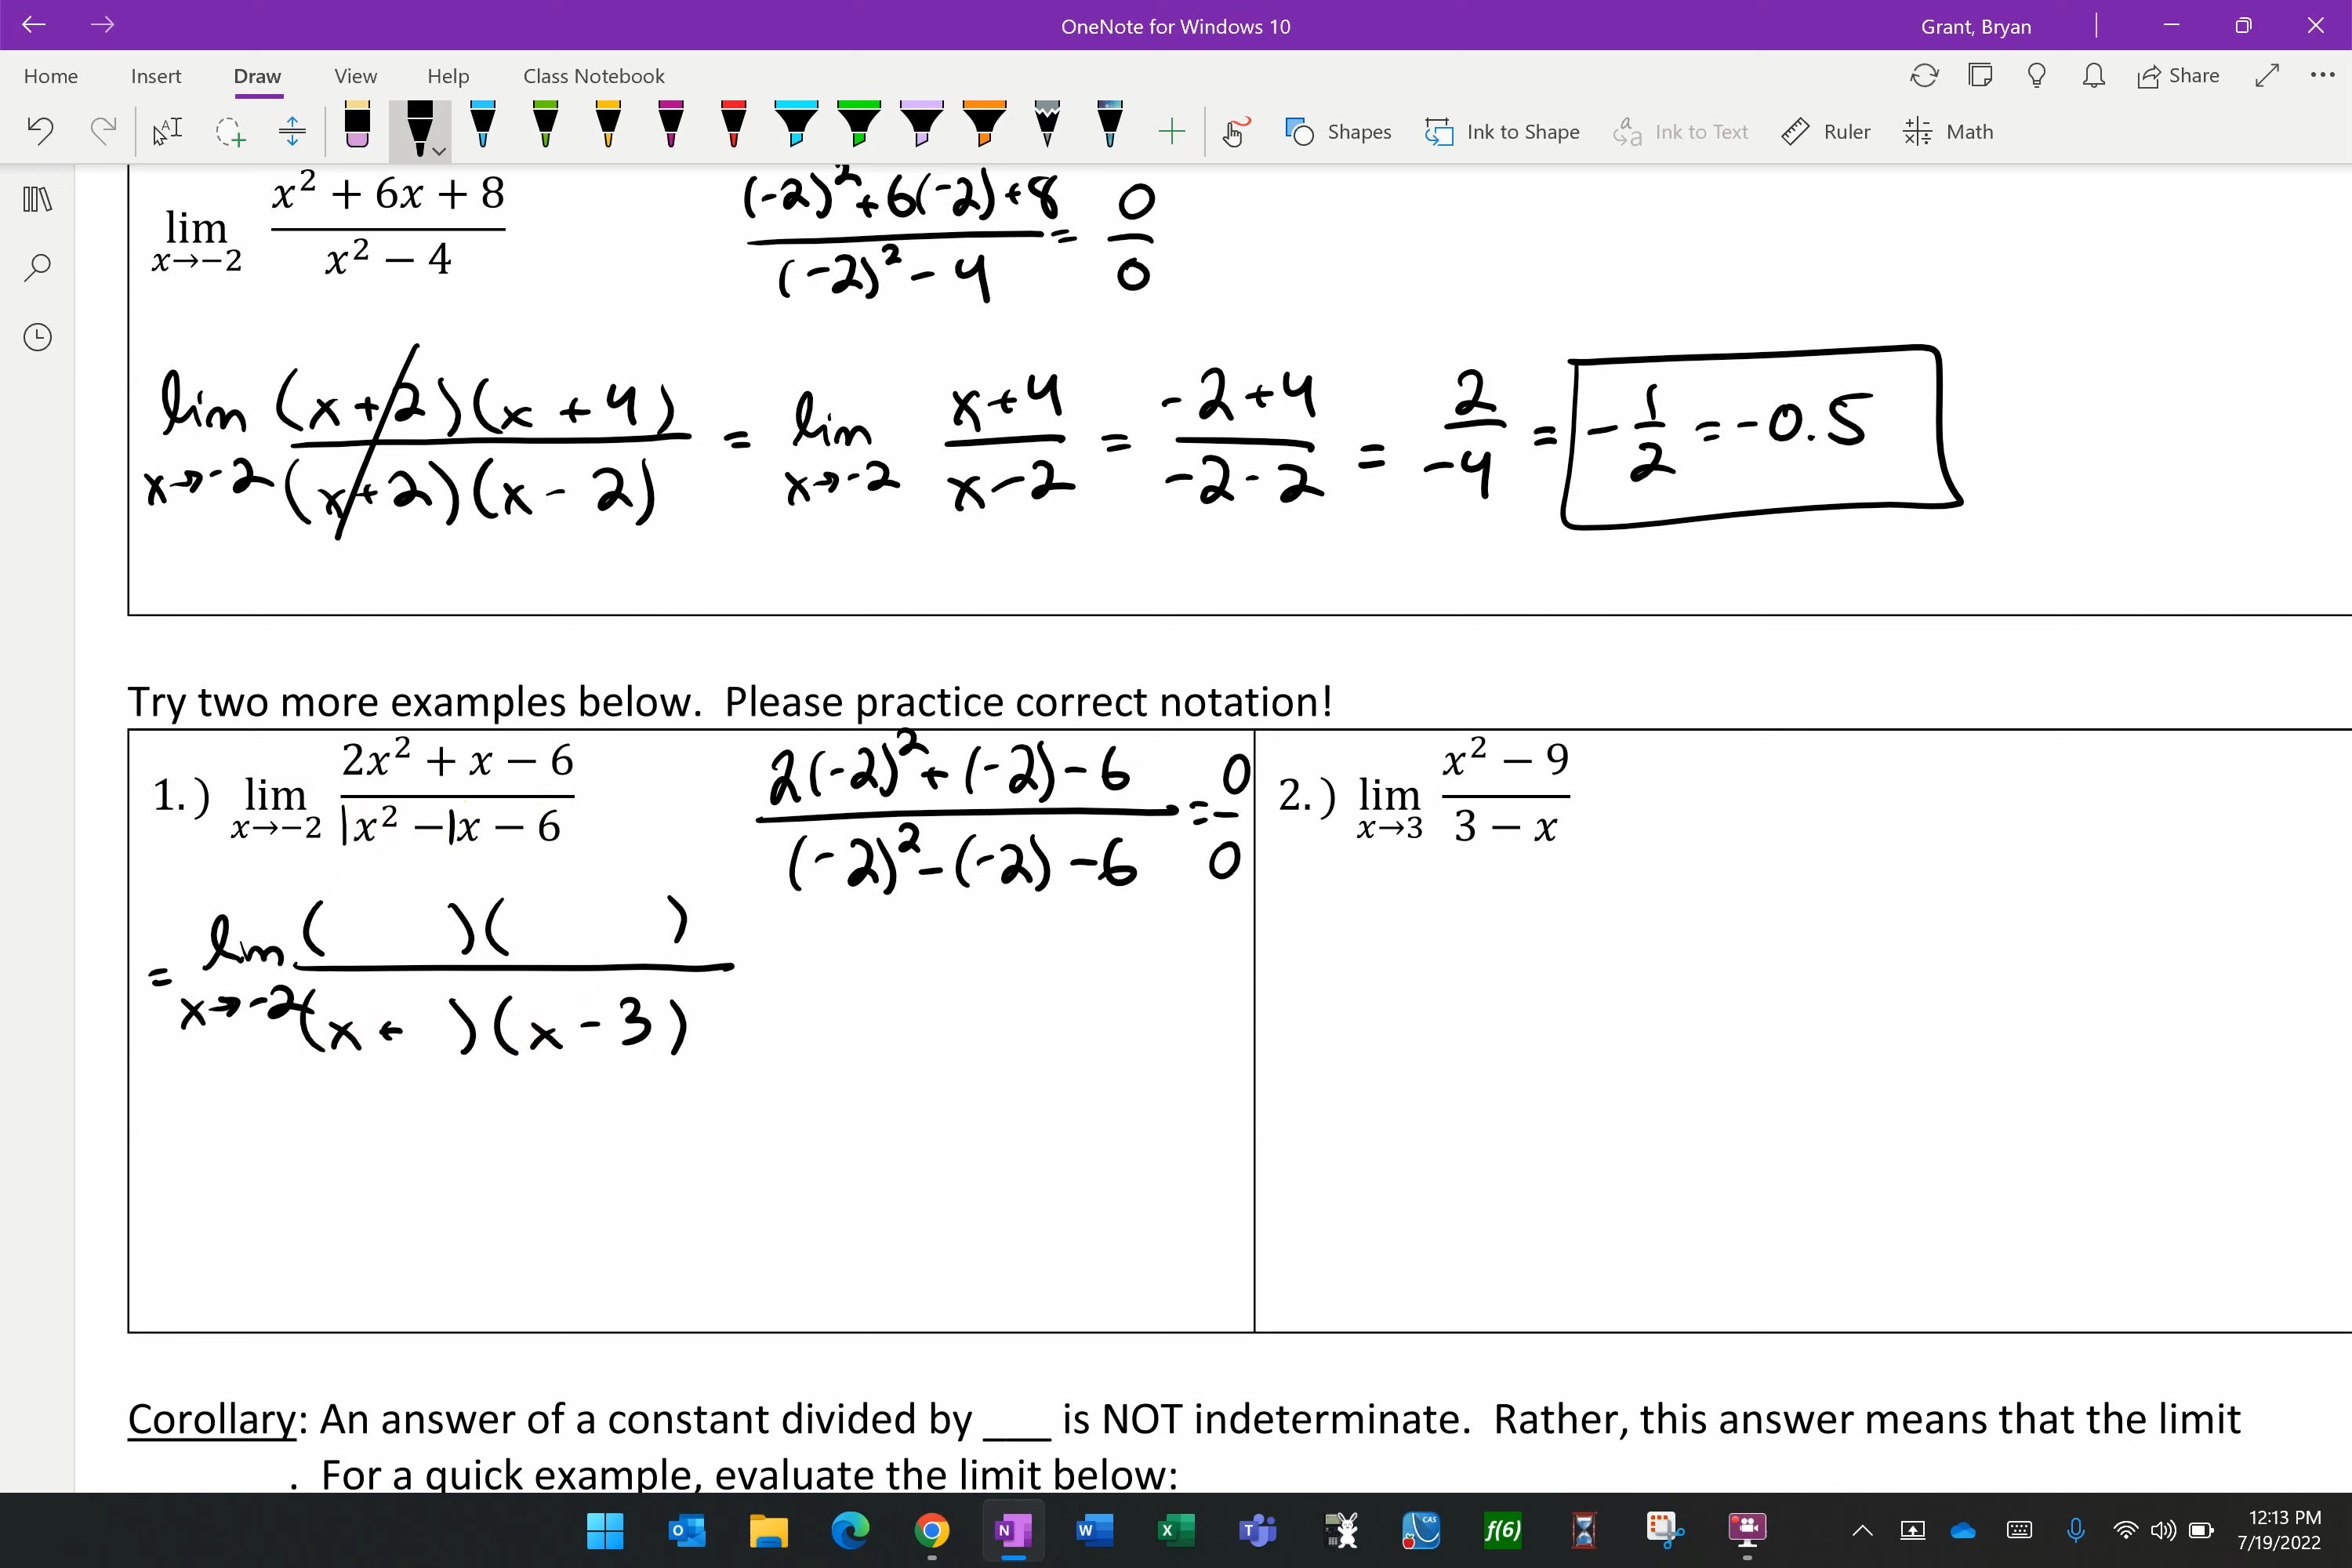 OneNote for Windows 10
Grant, Bryan
Home Insert Draw View Help Class Notebook
Share
Shapes Ink to Shape Ink to Text Ruler Math
lim x→−2 (x² + 6x + 8)/(x² − 4)
((-2)² + 6(-2) + 8)/((-2)² - 4) = 0/0
lim x→-2 ((x+2)(x+4))/((x+2)(x-2)) = lim x→-2 (x+4)/(x-2) = (-2+4)/(-2-2) = 2/-4 = -1/2 = -0.5
Try two more examples below. Please practice correct notation!
1.) lim x→−2 (2x² + x − 6)/(1x² − 1x − 6)
(2(-2)² + (-2) - 6)/((-2)² - (-2) - 6) = 0/0
= lim x→-2 ( )( )/(x + )(x - 3)
2.) lim x→3 (x² − 9)/(3 − x)
Corollary: An answer of a constant divided by ___ is NOT indeterminate. Rather, this answer means that the limit
. For a quick example, evaluate the limit below:
CAS
f(6)
12:13 PM
7/19/2022